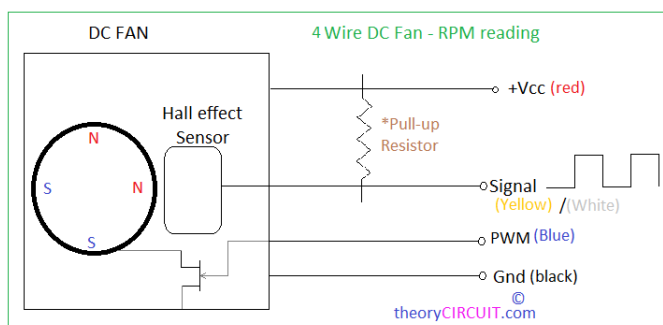 DC FAN
4 Wire DC Fan - RPM reading
+Vcc (red)
Hall effect
Sensor
*Pull-up
Resistor
N
S
N
S
Signal
(Yellow) /(White)
PWM (Blue)
Gnd (black)
©
theoryCIRCUIT.com